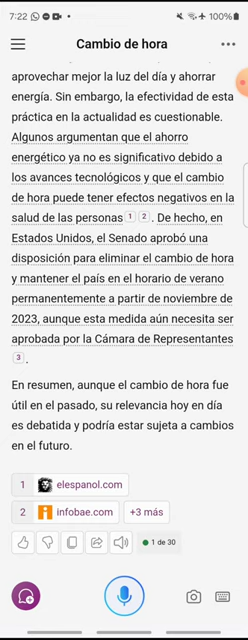 7:22
100%
Cambio de hora
aprovechar mejor la luz del día y ahorrar
energía. Sin embargo, la efectividad de esta
práctica en la actualidad es cuestionable.
Algunos argumentan que el ahorro
energético ya no es significativo debido a
los avances tecnológicos y que el cambio
de hora puede tener efectos negativos en la
salud de las personas 1 2 . De hecho, en
Estados Unidos, el Senado aprobó una
disposición para eliminar el cambio de hora
y mantener el país en el horario de verano
permanentemente a partir de noviembre de
2023, aunque esta medida aún necesita ser
aprobada por la Cámara de Representantes
3 .
En resumen, aunque el cambio de hora fue
útil en el pasado, su relevancia hoy en día
es debatida y podría estar sujeta a cambios
en el futuro.
1 elespanol.com
2 infobae.com +3 más
1 de 30